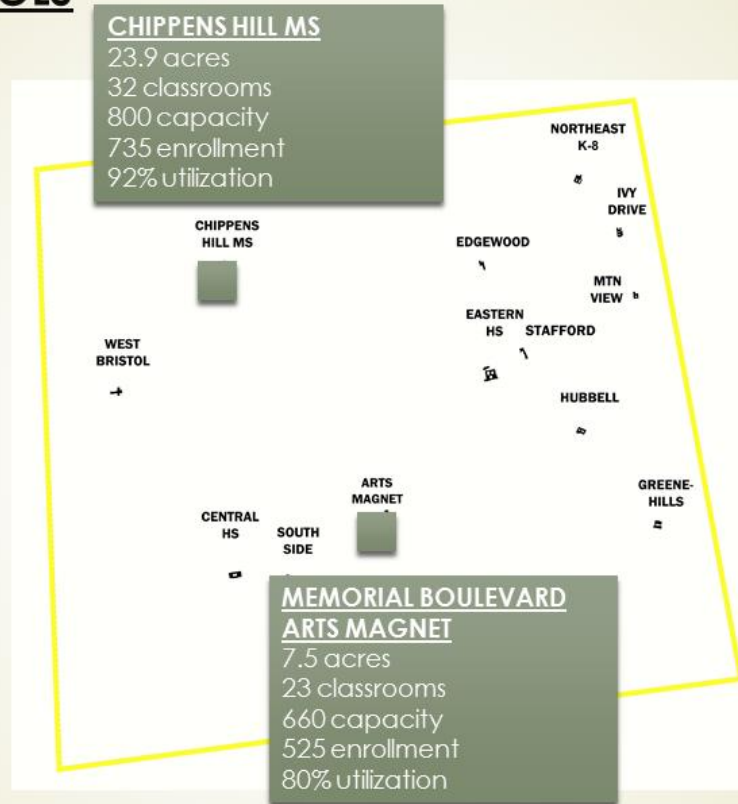 CHIPPENS HILL MS
23.9 acres
32 classrooms
800 capacity
735 enrollment
92% utilization
NORTHEAST
K-8
IVY
DRIVE
CHIPPENS
HILL MS
EDGEWOOD
MTN
VIEW
EASTERN
HS
STAFFORD
WEST
BRISTOL
HUBBELL
ARTS
MAGNET
GREENE-
HILLS
CENTRAL
HS
SOUTH
SIDE
MEMORIAL BOULEVARD
ARTS MAGNET
7.5 acres
23 classrooms
660 capacity
525 enrollment
80% utilization